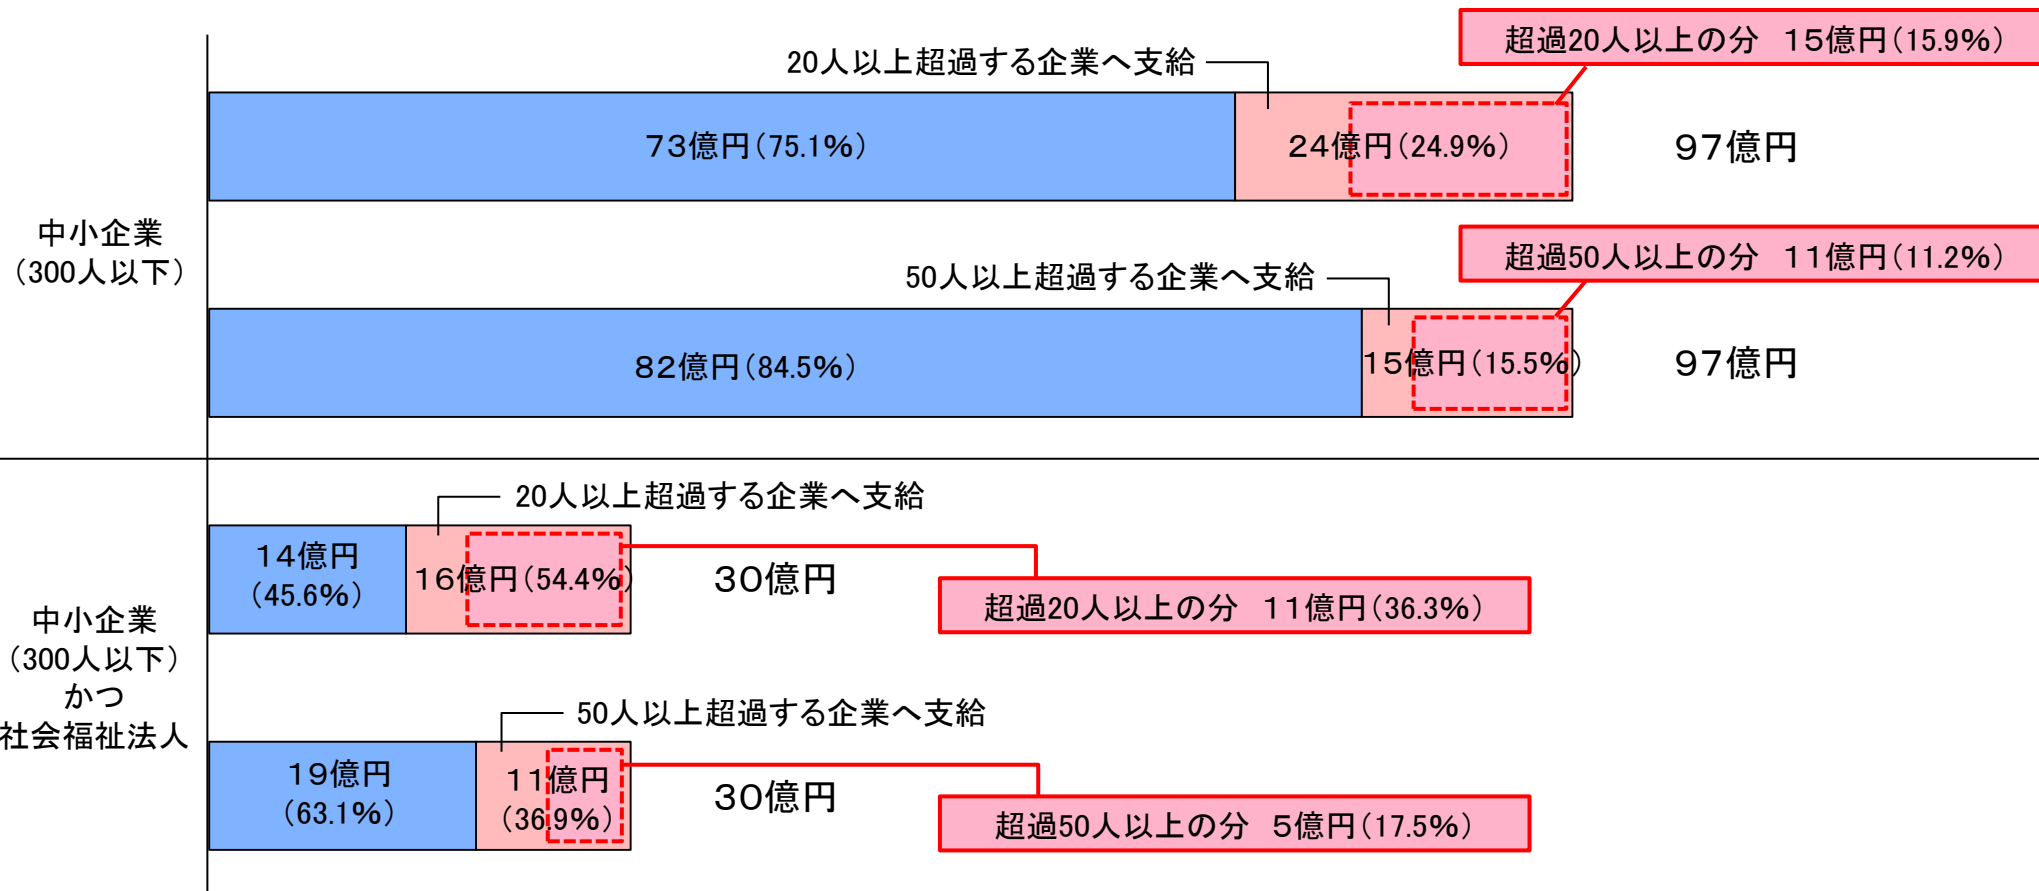 超過20人以上の分　15億円(15.9%)
20人以上超過する企業へ支給
73億円(75.1%)
24億円(24.9%)
97億円
中小企業
(300人以下)
超過50人以上の分　11億円(11.2%)
50人以上超過する企業へ支給
82億円(84.5%)
15億円(15.5%)
97億円
20人以上超過する企業へ支給
14億円
(45.6%)
16億円(54.4%)
30億円
超過20人以上の分　11億円(36.3%)
中小企業
(300人以下)
かつ
社会福祉法人
50人以上超過する企業へ支給
19億円
(63.1%)
11億円
(36.9%)
30億円
超過50人以上の分　5億円(17.5%)